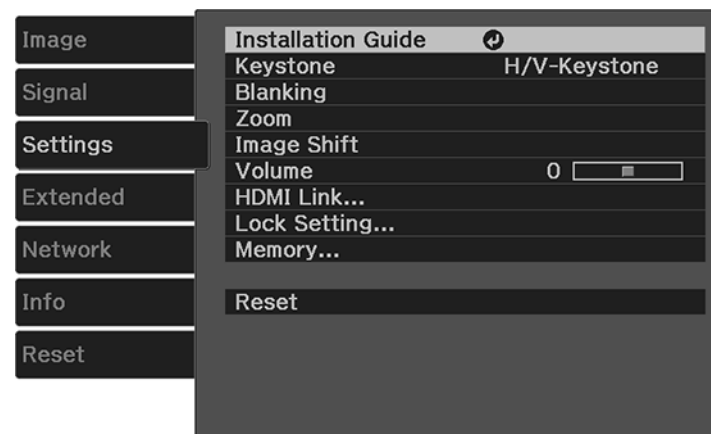 Image
Signal
Settings
Extended
Network
Info
Reset
Installation Guide
Keystone H/V-Keystone
Blanking
Zoom
Image Shift
Volume 0
HDMI Link...
Lock Setting...
Memory...
Reset